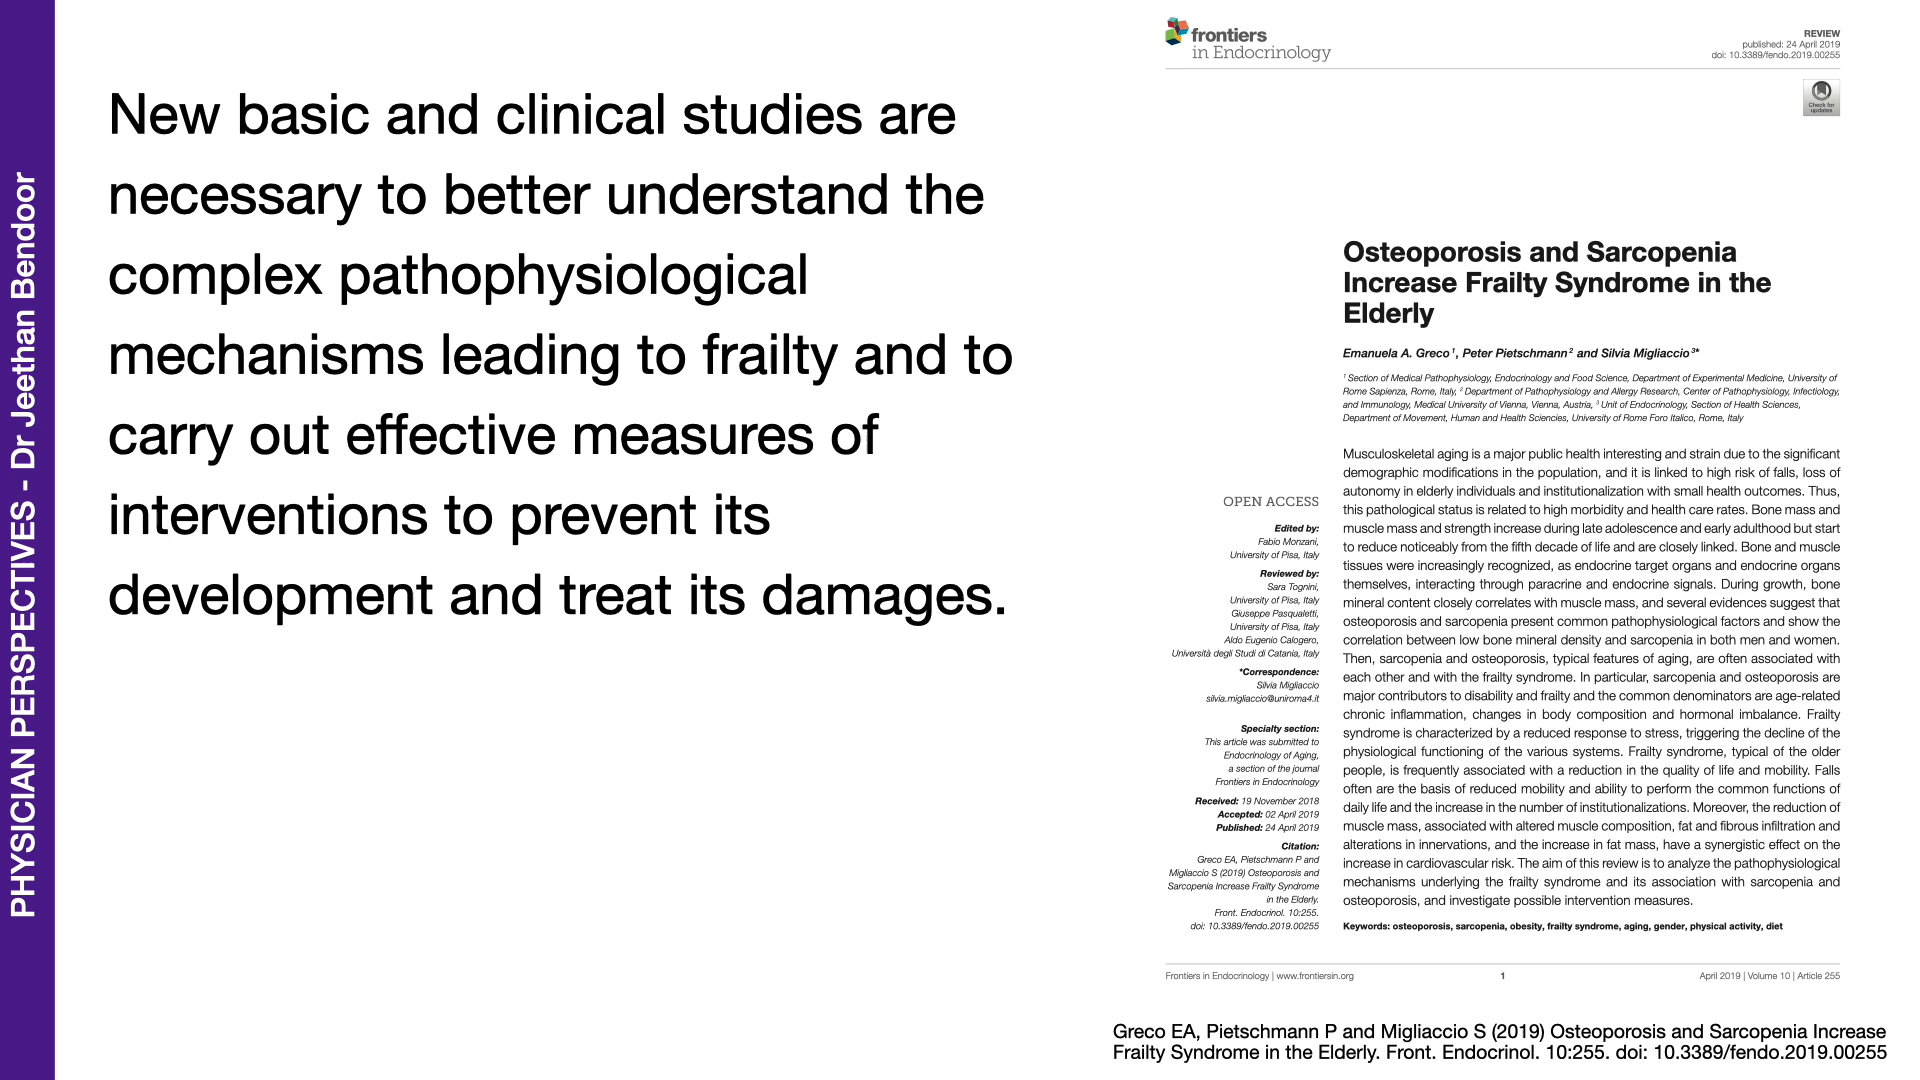 PHYSICIAN PERSPECTIVES - Dr Jeethan Bendoor
New basic and clinical studies are
necessary to better understand the
complex pathophysiological
mechanisms leading to frailty and to
carry out effective measures of
interventions to prevent its
development and treat its damages.
frontiers
in Endocrinology
REVIEW
published: 24 April 2019
doi: 10.3389/fendo.2019.00255
Check for
updates
Osteoporosis and Sarcopenia
Increase Frailty Syndrome in the
Elderly
Emanuela A. Greco 1, Peter Pietschmann 2 and Silvia Migliaccio 3*
1 Section of Medical Pathophysiology, Endocrinology and Food Science, Department of Experimental Medicine, University of
Rome Sapienza, Rome, Italy, 2 Department of Pathophysiology and Allergy Research, Center of Pathophysiology, Infectiology,
and Immunology, Medical University of Vienna, Vienna, Austria, 3 Unit of Endocrinology, Section of Health Sciences,
Department of Movement, Human and Health Sciencies, University of Rome Foro Italico, Rome, Italy
OPEN ACCESS
Edited by:
Fabio Monzani,
University of Pisa, Italy
Reviewed by:
Sara Tognini,
University of Pisa, Italy
Giuseppe Pasqualetti,
University of Pisa, Italy
Aldo Eugenio Calogero,
Università degli Studi di Catania, Italy
*Correspondence:
Silvia Migliaccio
silvia.migliaccio@uniroma4.it
Specialty section:
This article was submitted to
Endocrinology of Aging,
a section of the journal
Frontiers in Endocrinology
Received: 19 November 2018
Accepted: 02 April 2019
Published: 24 April 2019
Citation:
Greco EA, Pietschmann P and
Migliaccio S (2019) Osteoporosis and
Sarcopenia Increase Frailty Syndrome
in the Elderly.
Front. Endocrinol. 10:255.
doi: 10.3389/fendo.2019.00255
Musculoskeletal aging is a major public health interesting and strain due to the significant
demographic modifications in the population, and it is linked to high risk of falls, loss of
autonomy in elderly individuals and institutionalization with small health outcomes. Thus,
this pathological status is related to high morbidity and health care rates. Bone mass and
muscle mass and strength increase during late adolescence and early adulthood but start
to reduce noticeably from the fifth decade of life and are closely linked. Bone and muscle
tissues were increasingly recognized, as endocrine target organs and endocrine organs
themselves, interacting through paracrine and endocrine signals. During growth, bone
mineral content closely correlates with muscle mass, and several evidences suggest that
osteoporosis and sarcopenia present common pathophysiological factors and show the
correlation between low bone mineral density and sarcopenia in both men and women.
Then, sarcopenia and osteoporosis, typical features of aging, are often associated with
each other and with the frailty syndrome. In particular, sarcopenia and osteoporosis are
major contributors to disability and frailty and the common denominators are age-related
chronic inflammation, changes in body composition and hormonal imbalance. Frailty
syndrome is characterized by a reduced response to stress, triggering the decline of the
physiological functioning of the various systems. Frailty syndrome, typical of the older
people, is frequently associated with a reduction in the quality of life and mobility. Falls
often are the basis of reduced mobility and ability to perform the common functions of
daily life and the increase in the number of institutionalizations. Moreover, the reduction of
muscle mass, associated with altered muscle composition, fat and fibrous infiltration and
alterations in innervations, and the increase in fat mass, have a synergistic effect on the
increase in cardiovascular risk. The aim of this review is to analyze the pathophysiological
mechanisms underlying the frailty syndrome and its association with sarcopenia and
osteoporosis, and investigate possible intervention measures.
Keywords: osteoporosis, sarcopenia, obesity, frailty syndrome, aging, gender, physical activity, diet
Frontiers in Endocrinology | www.frontiersin.org
1
April 2019 | Volume 10 | Article 255
Greco EA, Pietschmann P and Migliaccio S (2019) Osteoporosis and Sarcopenia Increase
Frailty Syndrome in the Elderly. Front. Endocrinol. 10:255. doi: 10.3389/fendo.2019.00255